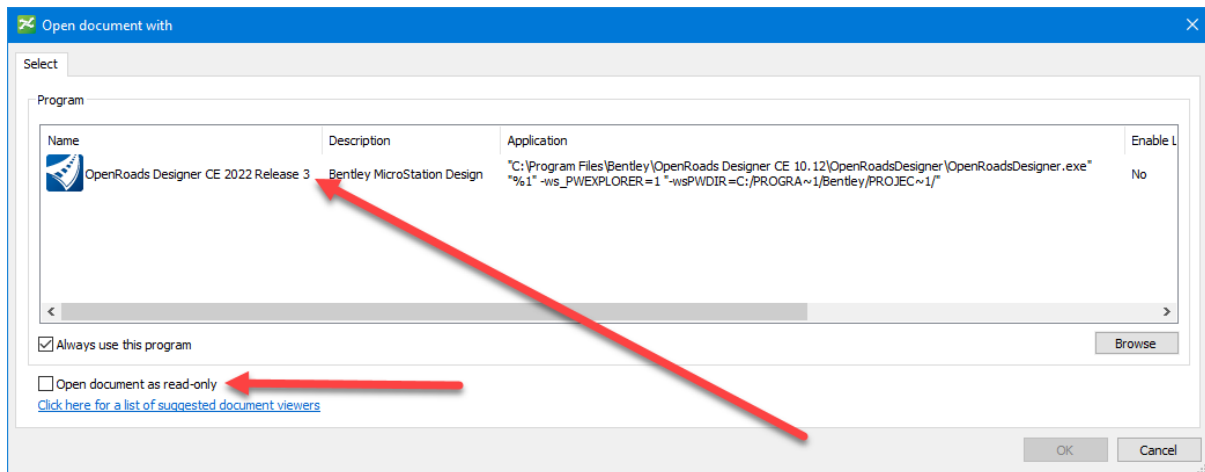 Open document with
Select
Program
Name Description Application Enable L
OpenRoads Designer CE 2022 Release 3 Bentley MicroStation Design "C:\Program Files\Bentley\OpenRoads Designer CE 10.12\OpenRoadsDesigner\OpenRoadsDesigner.exe" No
"%1" -ws_PWEXPLORER=1 "-wsPWDIR=C:/PROGRA~1/Bentley/PROJEC~1/"
Always use this program Browse
Open document as read-only
Click here for a list of suggested document viewers
OK Cancel